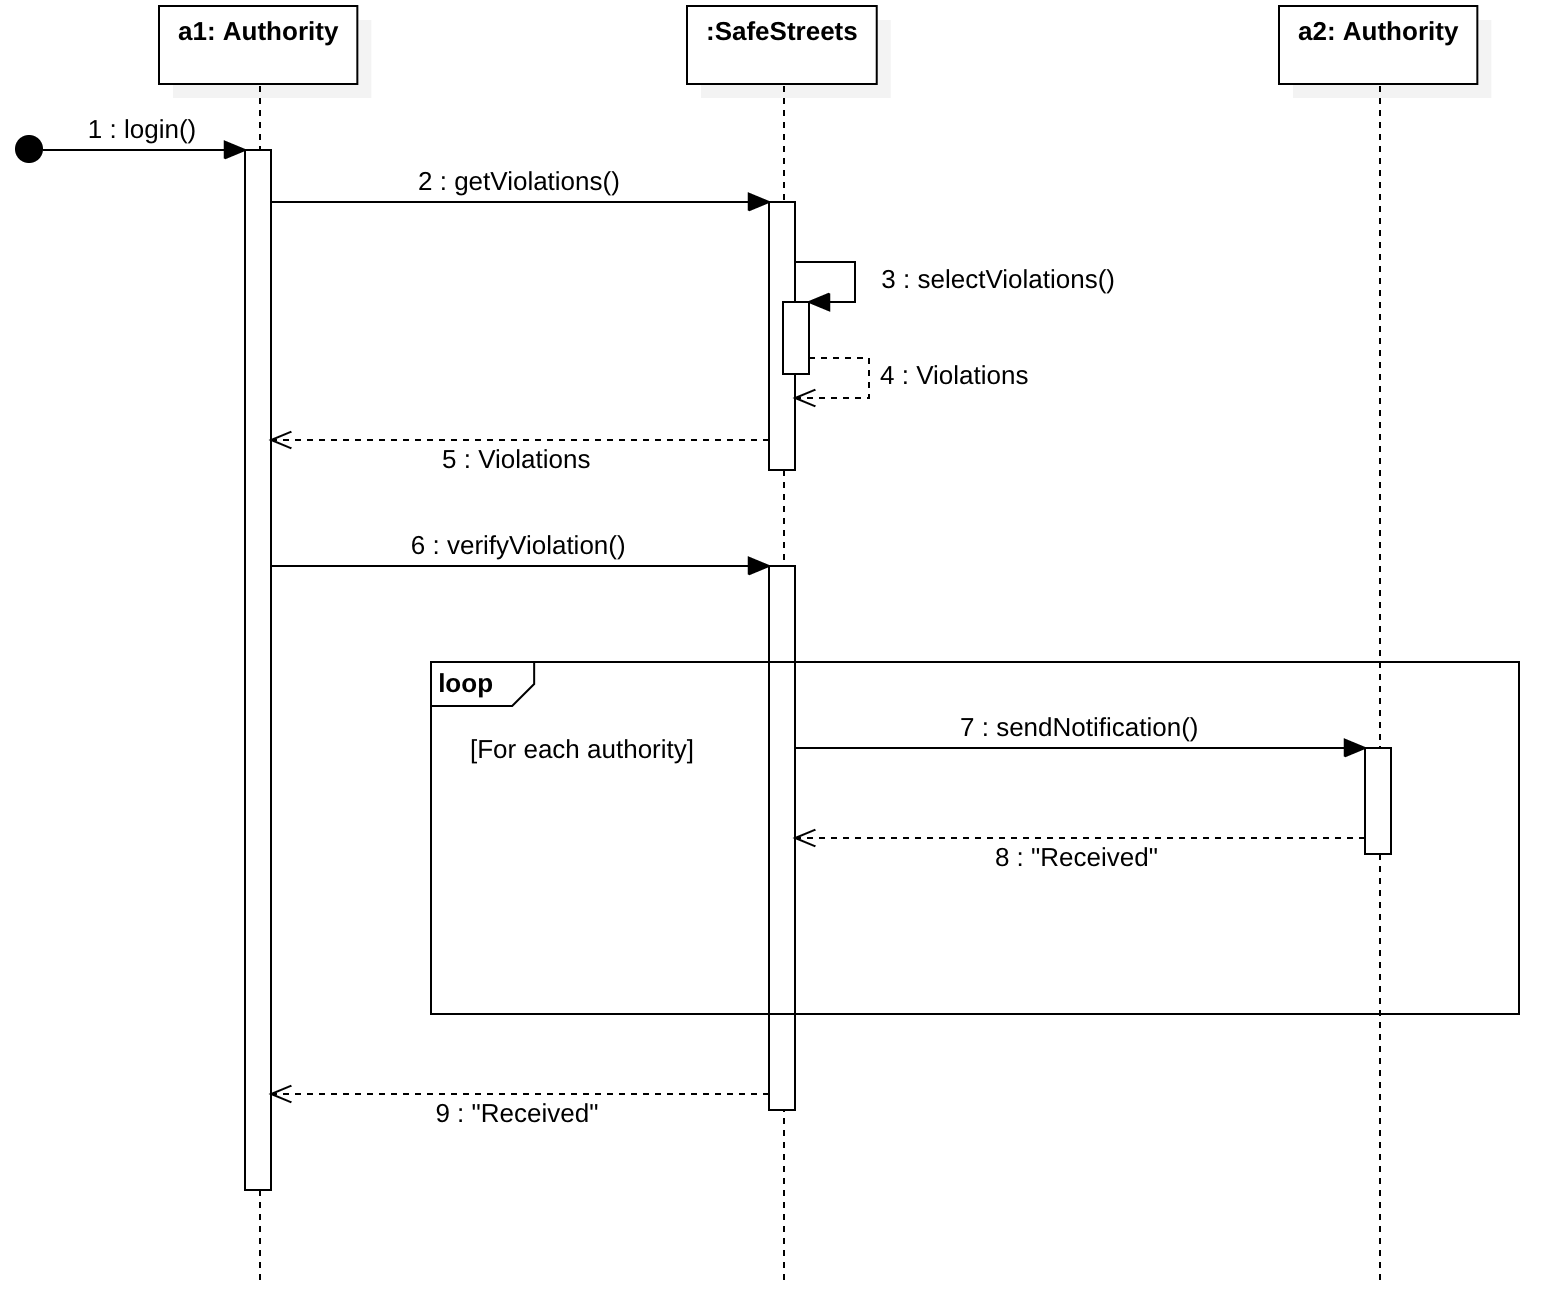 a1: Authority
:SafeStreets
a2: Authority
1 : login()
2 : getViolations()
3 : selectViolations()
4 : Violations
5 : Violations
6 : verifyViolation()
loop
7 : sendNotification()
[For each authority]
8 : "Received"
9 : "Received"